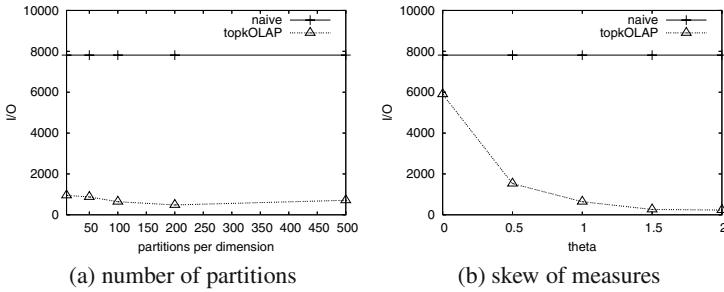 10000
8000
6000
4000
2000
0
I/O
naive
topkOLAP
50 100 150 200 250 300 350 400 450 500
partitions per dimension
(a) number of partitions
10000
8000
6000
4000
2000
0
I/O
naive
topkOLAP
0 0.5 1 1.5 2
theta
(b) skew of measures